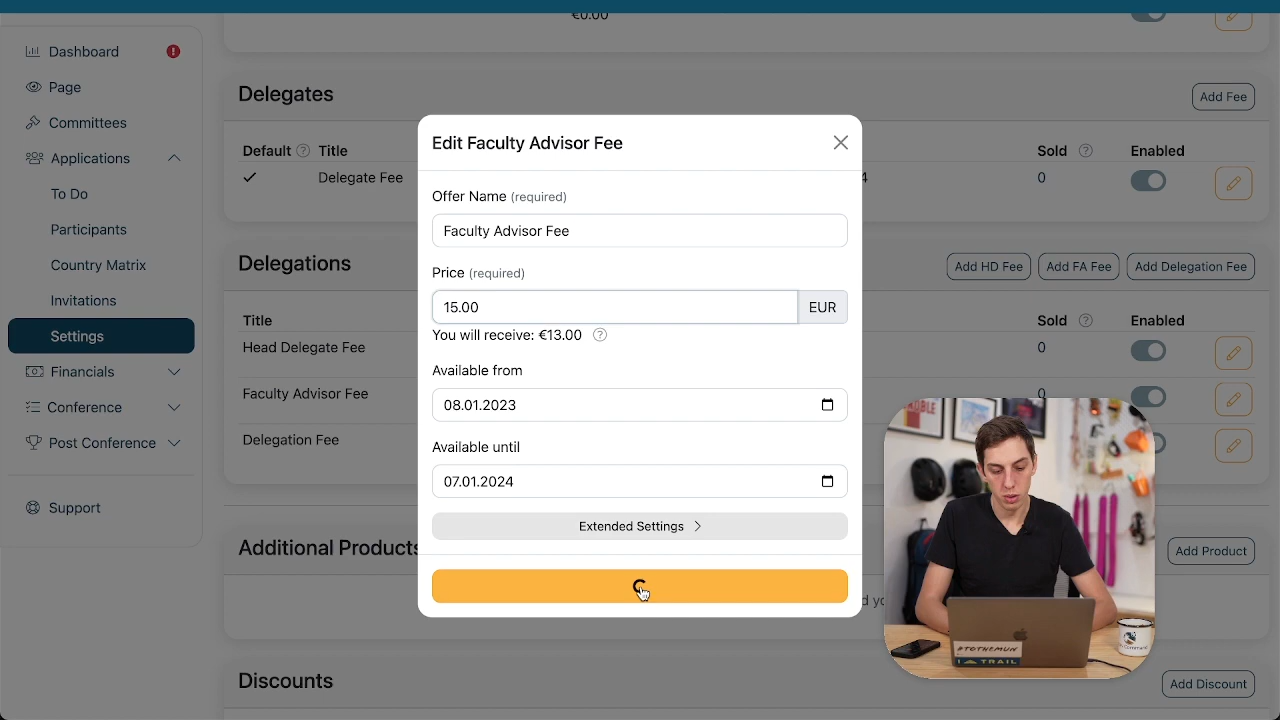 €0.00
Dashboard
Page
Committees
Applications
To Do
Participants
Country Matrix
Invitations
Settings
Financials
Conference
Post Conference
Support
Delegates
Add Fee
Default ? Title
Sold ? Enabled
Delegate Fee
4
0
Delegations
Add HD Fee
Add FA Fee
Add Delegation Fee
Title
Sold ? Enabled
Head Delegate Fee
0
Faculty Advisor Fee
0
Delegation Fee
Additional Products
Add Product
Discounts
Add Discount
Edit Faculty Advisor Fee
Offer Name (required)
Faculty Advisor Fee
Price (required)
15.00
EUR
You will receive: €13.00 ?
Available from
08.01.2023
Available until
07.01.2024
Extended Settings
#TOTHEMUN
TRAIL